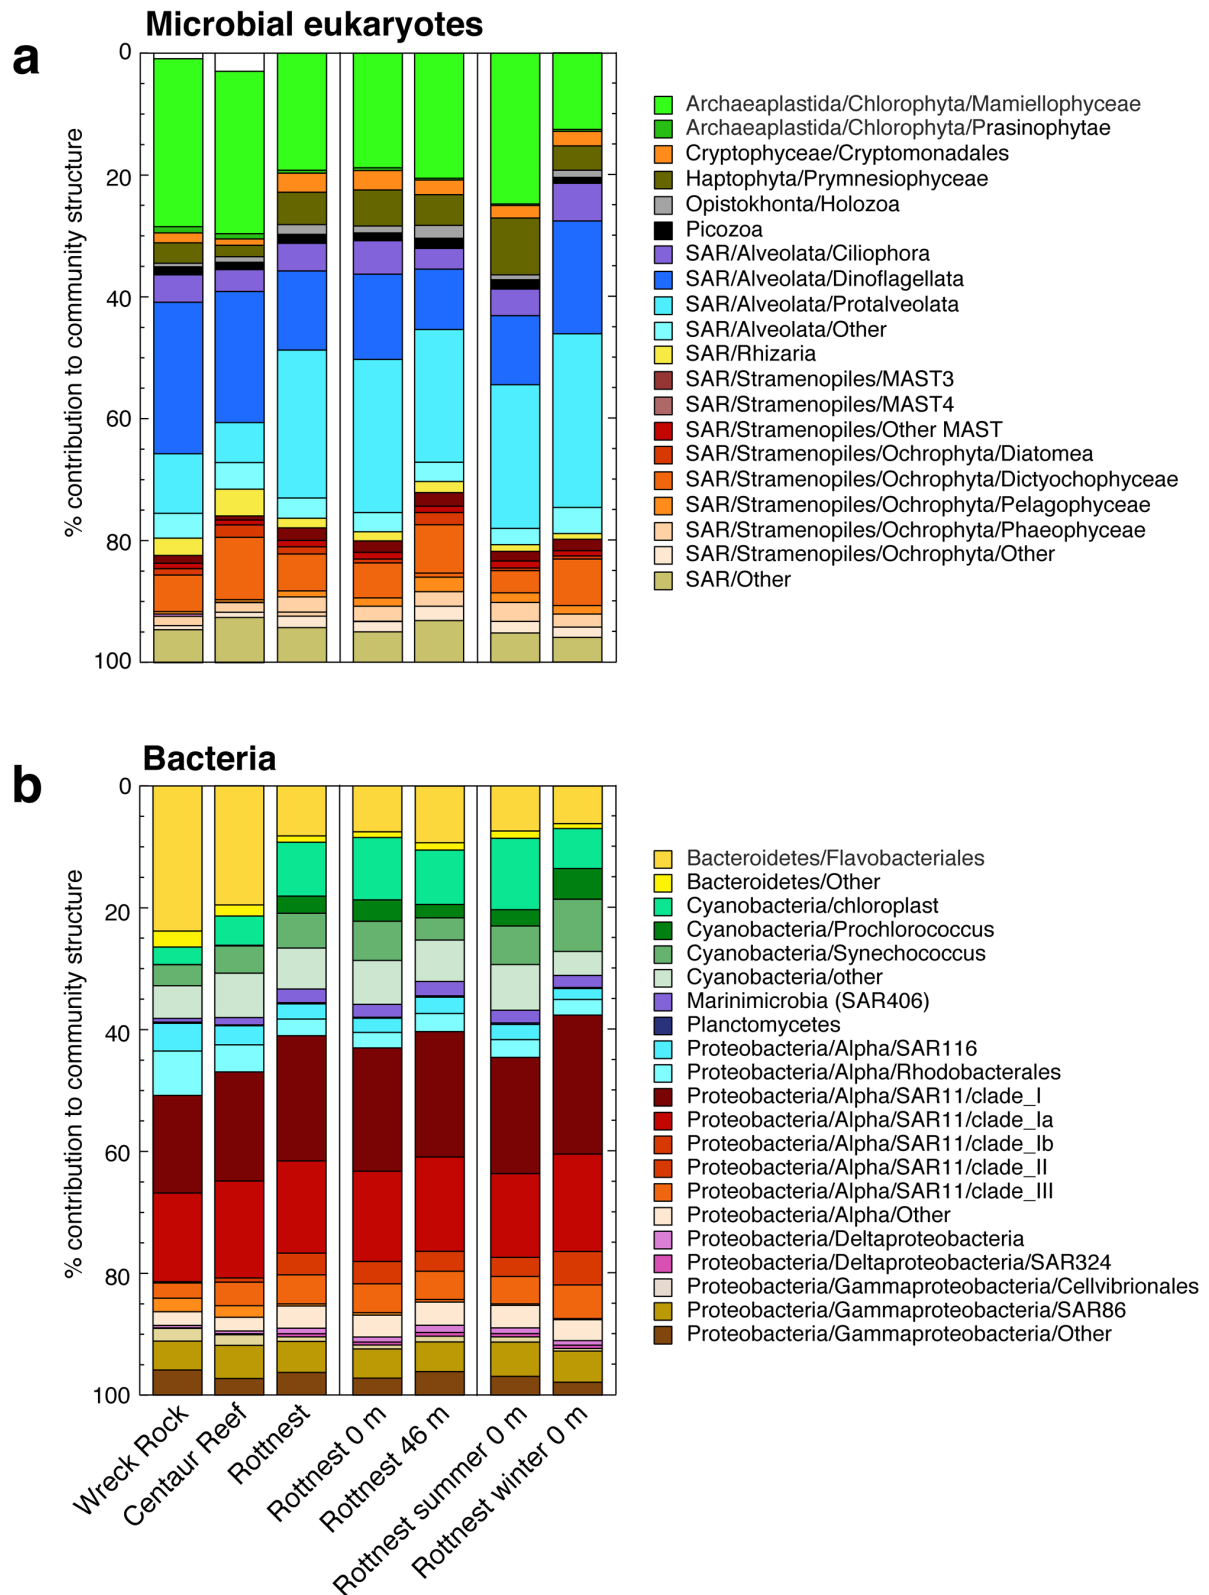 Microbial eukaryotes
a
0
20
40
60
80
100
% contribution to community structure
Archaeaplastida/Chlorophyta/Mamiellophyceae
Archaeaplastida/Chlorophyta/Prasinophytae
Cryptophyceae/Cryptomonadales
Haptophyta/Prymnesiophyceae
Opistokhonta/Holozoa
Picozoa
SAR/Alveolata/Ciliophora
SAR/Alveolata/Dinoflagellata
SAR/Alveolata/Protalveolata
SAR/Alveolata/Other
SAR/Rhizaria
SAR/Stramenopiles/MAST3
SAR/Stramenopiles/MAST4
SAR/Stramenopiles/Other MAST
SAR/Stramenopiles/Ochrophyta/Diatomea
SAR/Stramenopiles/Ochrophyta/Dictyochophyceae
SAR/Stramenopiles/Ochrophyta/Pelagophyceae
SAR/Stramenopiles/Ochrophyta/Phaeophyceae
SAR/Stramenopiles/Ochrophyta/Other
SAR/Other
Bacteria
b
0
20
40
60
80
100
% contribution to community structure
Bacteroidetes/Flavobacteriales
Bacteroidetes/Other
Cyanobacteria/chloroplast
Cyanobacteria/Prochlorococcus
Cyanobacteria/Synechococcus
Cyanobacteria/other
Marinimicrobia (SAR406)
Planctomycetes
Proteobacteria/Alpha/SAR116
Proteobacteria/Alpha/Rhodobacterales
Proteobacteria/Alpha/SAR11/clade_I
Proteobacteria/Alpha/SAR11/clade_Ia
Proteobacteria/Alpha/SAR11/clade_Ib
Proteobacteria/Alpha/SAR11/clade_II
Proteobacteria/Alpha/SAR11/clade_III
Proteobacteria/Alpha/Other
Proteobacteria/Deltaproteobacteria
Proteobacteria/Deltaproteobacteria/SAR324
Proteobacteria/Gammaproteobacteria/Cellvibrionales
Proteobacteria/Gammaproteobacteria/SAR86
Proteobacteria/Gammaproteobacteria/Other
Wreck Rock
Centaur Reef
Rottnest
Rottnest 0 m
Rottnest 46 m
Rottnest summer 0 m
Rottnest winter 0 m